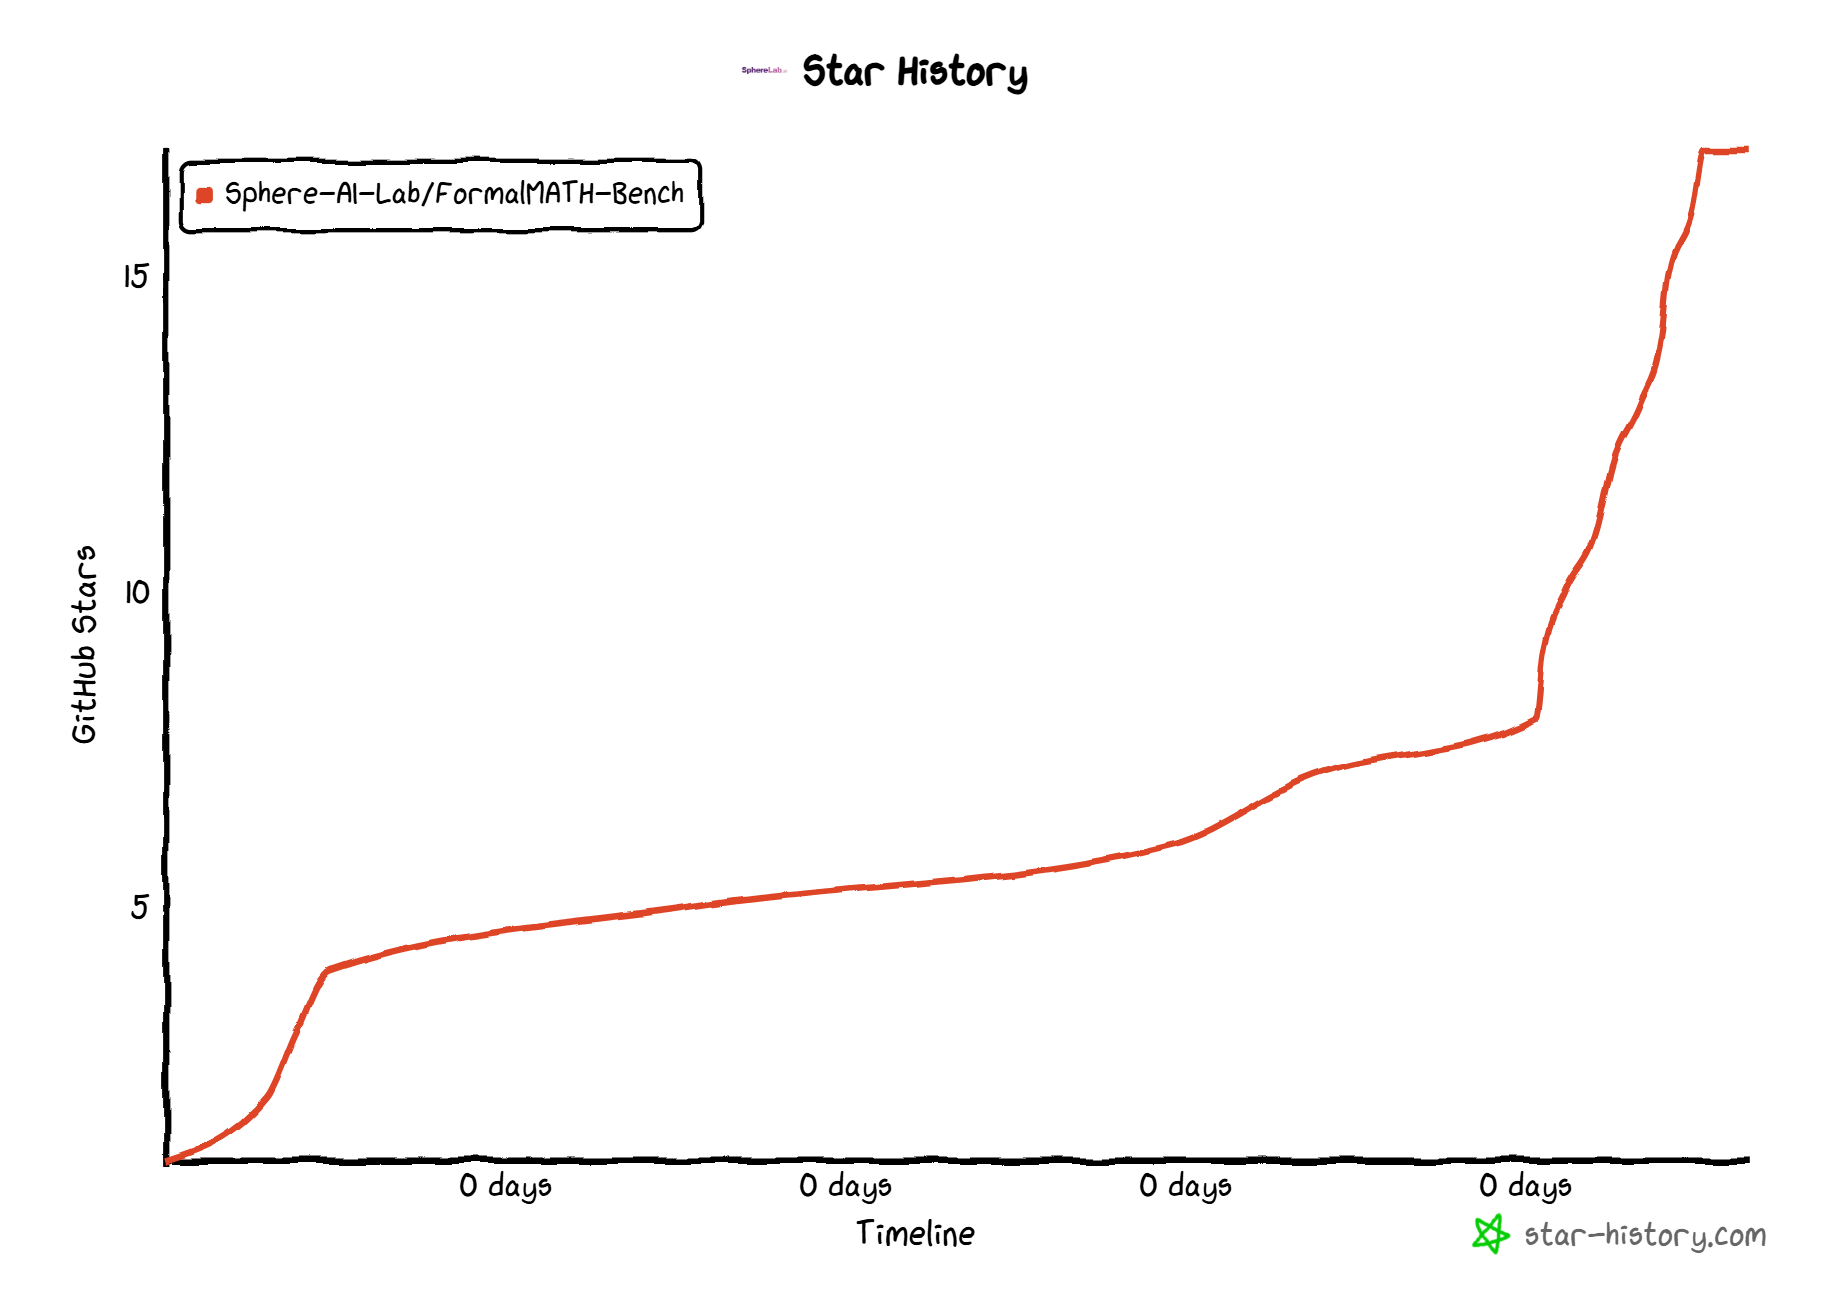 SphereLab Star History
Sphere-AI-Lab/FormalMATH-Bench
15
10
5
GitHub Stars
0 days 0 days 0 days 0 days
Timeline
star-history.com